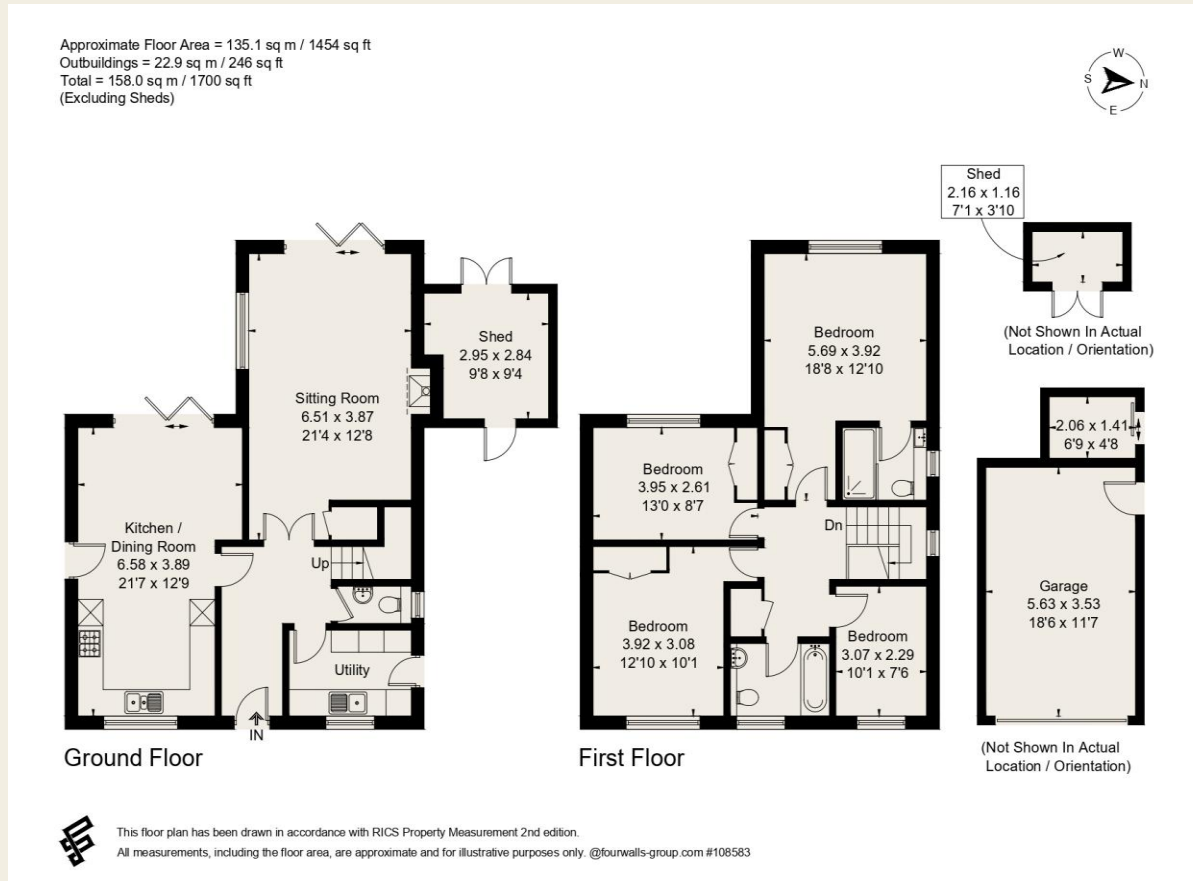 Approximate Floor Area = 135.1 sq m / 1454 sq ft
Outbuildings = 22.9 sq m / 246 sq ft
Total = 158.0 sq m / 1700 sq ft
(Excluding Sheds)
W
S
N
E
Shed
2.16 x 1.16
7'1 x 3'10
(Not Shown In Actual
Location / Orientation)
Shed
2.95 x 2.84
9'8 x 9'4
Sitting Room
6.51 x 3.87
21'4 x 12'8
Kitchen /
Dining Room
6.58 x 3.89
21'7 x 12'9
Up
Utility
IN
Ground Floor
Bedroom
5.69 x 3.92
18'8 x 12'10
Bedroom
3.95 x 2.61
13'0 x 8'7
Dn
Bedroom
3.92 x 3.08
12'10 x 10'1
Bedroom
3.07 x 2.29
10'1 x 7'6
First Floor
2.06 x 1.41
6'9 x 4'8
Garage
5.63 x 3.53
18'6 x 11'7
(Not Shown In Actual
Location / Orientation)
This floor plan has been drawn in accordance with RICS Property Measurement 2nd edition.
All measurements, including the floor area, are approximate and for illustrative purposes only. @fourwalls-group.com #108583